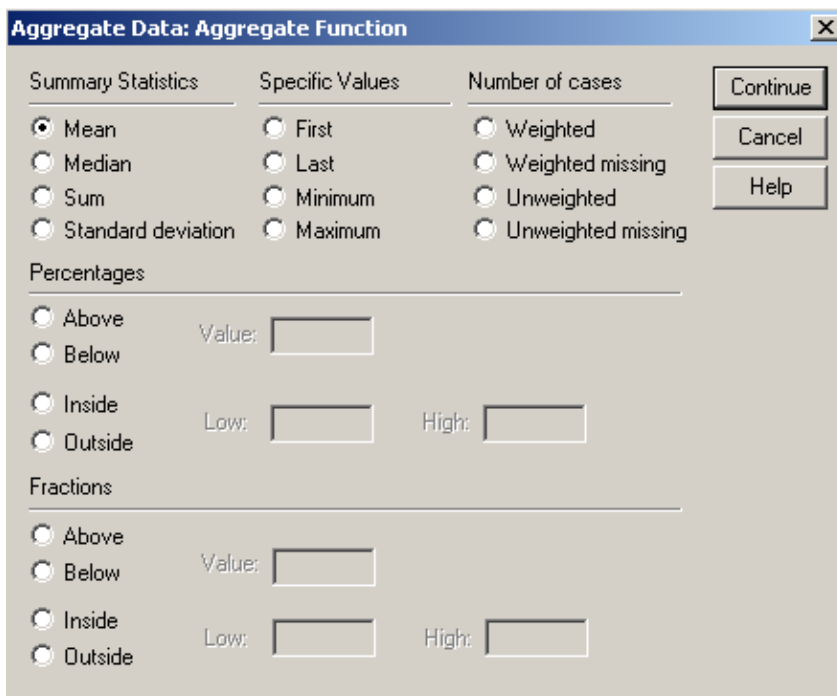 Aggregate Data: Aggregate Function
Summary Statistics
Mean
Median
Sum
Standard deviation
Specific Values
First
Last
Minimum
Maximum
Number of cases
Weighted
Weighted missing
Unweighted
Unweighted missing
Continue
Cancel
Help
Percentages
Above
Below
Value:
Inside
Outside
Low:
High:
Fractions
Above
Below
Value:
Inside
Outside
Low:
High: